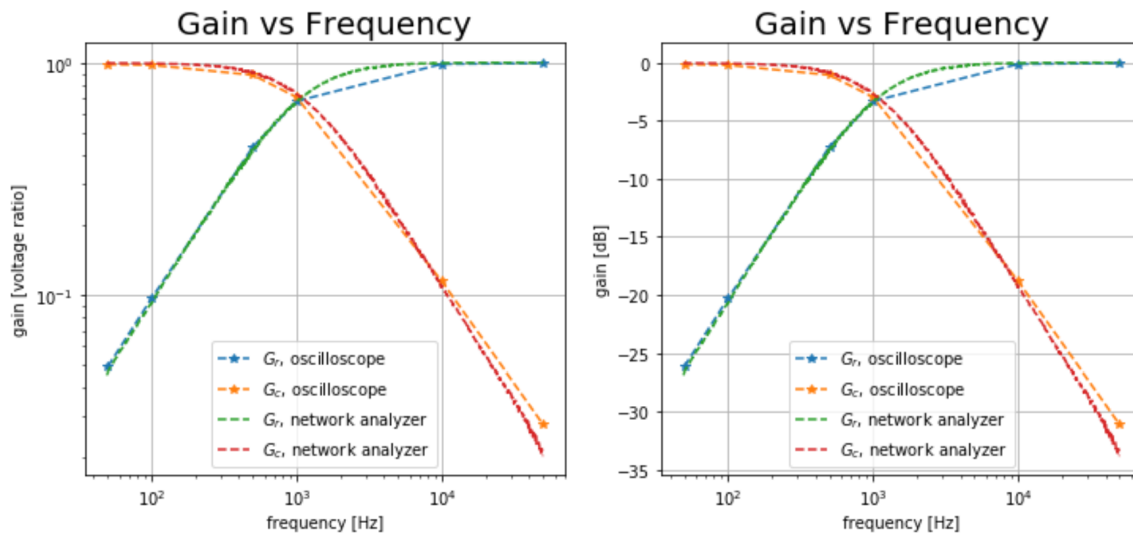 Gain vs Frequency
gain [voltage ratio]
10⁰
10⁻¹
G_r, oscilloscope
G_c, oscilloscope
G_r, network analyzer
G_c, network analyzer
10² 10³ 10⁴
frequency [Hz]
Gain vs Frequency
gain [dB]
0
−5
−10
−15
−20
−25
−30
−35
G_r, oscilloscope
G_c, oscilloscope
G_r, network analyzer
G_c, network analyzer
10² 10³ 10⁴
frequency [Hz]